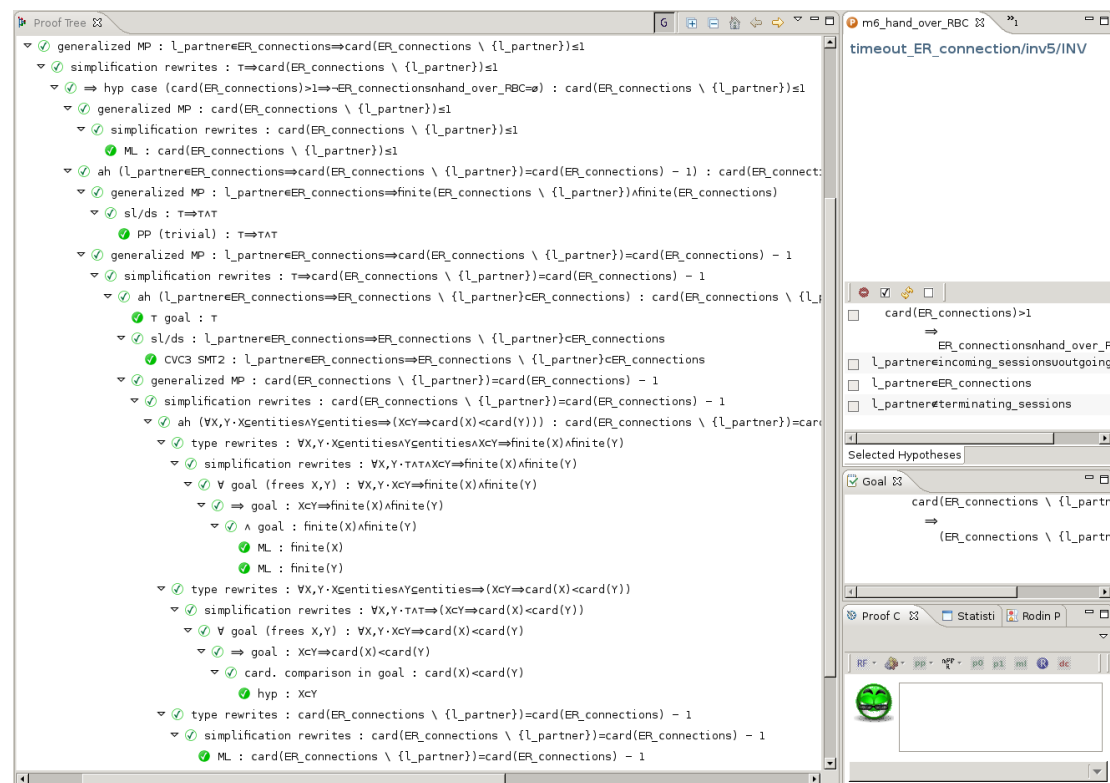 Proof Tree
G
generalized MP : l_partner∈ER_connections⇒card(ER_connections \ {l_partner})≤1
simplification rewrites : ⊤⇒card(ER_connections \ {l_partner})≤1
⇒ hyp case (card(ER_connections)>1⇒¬ER_connections∩hand_over_RBC=∅) : card(ER_connections \ {l_partner})≤1
generalized MP : card(ER_connections \ {l_partner})≤1
simplification rewrites : card(ER_connections \ {l_partner})≤1
ML : card(ER_connections \ {l_partner})≤1
ah (l_partner∈ER_connections⇒card(ER_connections \ {l_partner})=card(ER_connections) − 1) : card(ER_connect
generalized MP : l_partner∈ER_connections⇒finite(ER_connections \ {l_partner})∧finite(ER_connections)
sl/ds : ⊤⇒⊤∧⊤
PP (trivial) : ⊤⇒⊤∧⊤
generalized MP : l_partner∈ER_connections⇒card(ER_connections \ {l_partner})=card(ER_connections) − 1
simplification rewrites : ⊤⇒card(ER_connections \ {l_partner})=card(ER_connections) − 1
ah (l_partner∈ER_connections⇒ER_connections \ {l_partner}⊂ER_connections) : card(ER_connections \ {l_
⊤ goal : ⊤
sl/ds : l_partner∈ER_connections⇒ER_connections \ {l_partner}⊂ER_connections
CVC3 SMT2 : l_partner∈ER_connections⇒ER_connections \ {l_partner}⊂ER_connections
generalized MP : card(ER_connections \ {l_partner})=card(ER_connections) − 1
simplification rewrites : card(ER_connections \ {l_partner})=card(ER_connections) − 1
ah (∀X,Y·X⊆entities∧Y⊆entities⇒(X⊂Y⇒card(X)<card(Y))) : card(ER_connections \ {l_partner})=card
type rewrites : ∀X,Y·X⊆entities∧Y⊆entities∧X⊂Y⇒finite(X)∧finite(Y)
simplification rewrites : ∀X,Y·⊤∧⊤∧X⊂Y⇒finite(X)∧finite(Y)
∀ goal (frees X,Y) : ∀X,Y·X⊂Y⇒finite(X)∧finite(Y)
⇒ goal : X⊂Y⇒finite(X)∧finite(Y)
∧ goal : finite(X)∧finite(Y)
ML : finite(X)
ML : finite(Y)
type rewrites : ∀X,Y·X⊆entities∧Y⊆entities⇒(X⊂Y⇒card(X)<card(Y))
simplification rewrites : ∀X,Y·⊤∧⊤⇒(X⊂Y⇒card(X)<card(Y))
∀ goal (frees X,Y) : ∀X,Y·X⊂Y⇒card(X)<card(Y)
⇒ goal : X⊂Y⇒card(X)<card(Y)
card. comparison in goal : card(X)<card(Y)
hyp : X⊂Y
type rewrites : card(ER_connections \ {l_partner})=card(ER_connections) − 1
simplification rewrites : card(ER_connections \ {l_partner})=card(ER_connections) − 1
ML : card(ER_connections \ {l_partner})=card(ER_connections) − 1
m6_hand_over_RBC »1
timeout_ER_connection/inv5/INV
card(ER_connections)>1
⇒
ER_connections∩hand_over_R
l_partner∈incoming_sessions∪outgoing
l_partner∈ER_connections
l_partner∉terminating_sessions
Selected Hypotheses
Goal
card(ER_connections \ {l_partn
⇒
(ER_connections \ {l_partn
Proof C Statisti Rodin P
RF pp nPP p0 p1 ml R dc